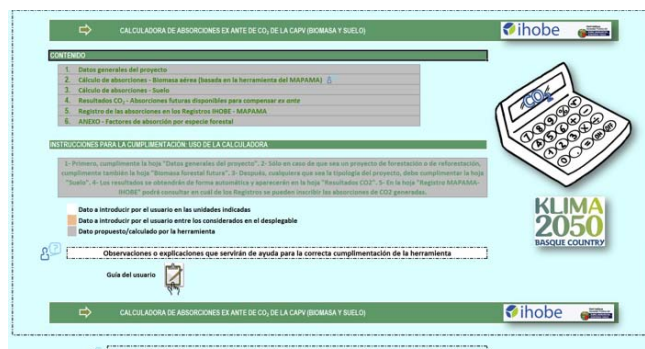 CALCULADORA DE ABSORCIONES EX ANTE DE CO₂ DE LA CAPV (BIOMASA Y SUELO)
ihobe
CONTENIDO
1. Datos generales del proyecto
2. Cálculo de absorciones - Biomasa aérea (basada en la herramienta del MAPAMA)
3. Cálculo de absorciones - Suelo
4. Resultados CO₂ - Absorciones futuras disponibles para compensar ex ante
5. Registro de las absorciones en los Registros IHOBE - MAPAMA
6. ANEXO - Factores de absorción por especie forestal
CO₂
INSTRUCCIONES PARA LA CUMPLIMENTACIÓN: USO DE LA CALCULADORA
1- Primero, cumplimente la hoja "Datos generales del proyecto". 2- Sólo en caso de que sea un proyecto de forestación o de reforestación,
cumplimente también la hoja "Biomasa forestal futura". 3- Después, cualquiera que sea la tipología del proyecto, debe cumplimentar la hoja
"Suelo". 4- Los resultados se obtendrán de forma automática y aparecerán en la hoja "Resultados CO2". 5- En la hoja "Registro MAPAMA-
IHOBE" podrá consultar en cuál de los Registros se pueden inscribir las absorciones de CO2 generadas.
Dato a introducir por el usuario en las unidades indicadas
Dato a introducir por el usuario entre los considerados en el desplegable
Dato propuesto/calculado por la herramienta
KLIMA
2050
BASQUE COUNTRY
Observaciones o explicaciones que servirán de ayuda para la correcta cumplimentación de la herramienta
Guía del usuario
CALCULADORA DE ABSORCIONES EX ANTE DE CO₂ DE LA CAPV (BIOMASA Y SUELO)
ihobe